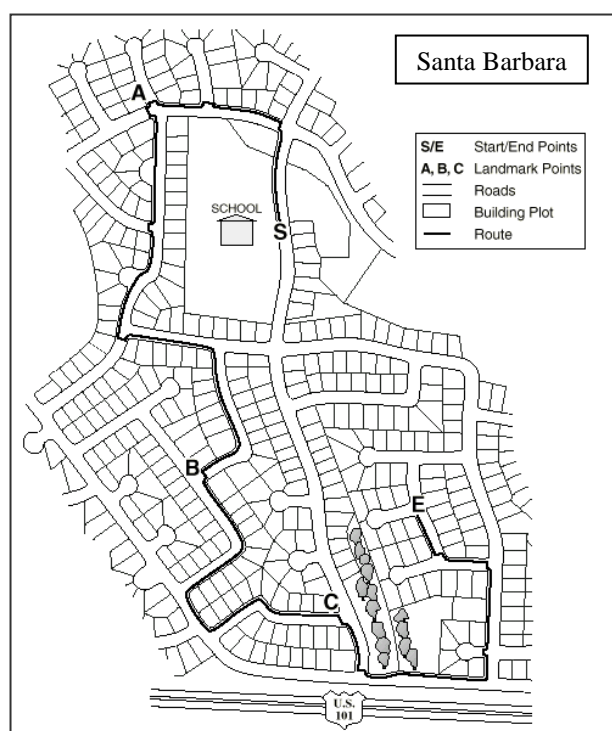 Santa Barbara
A
S/E Start/End Points
A, B, C Landmark Points
Roads
Building Plot
Route
SCHOOL
S
B
E
C
U.S.
101